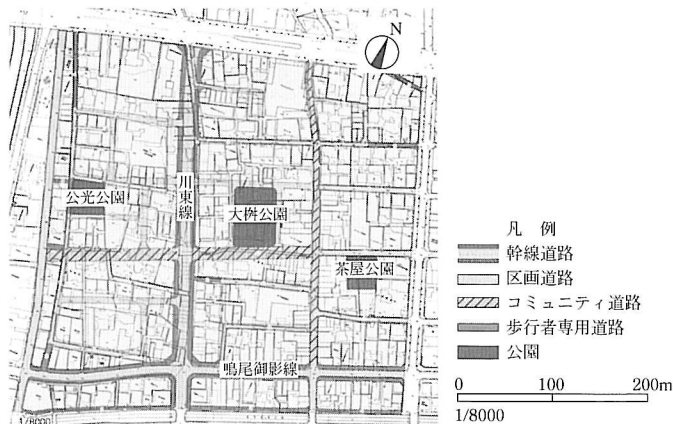 N
公光公園
川東線
大桝公園
茶屋公園
鳴尾御影線
1/8000
凡 例
幹線道路
区画道路
コミュニティ道路
歩行者専用道路
公園
0 100 200m
1/8000